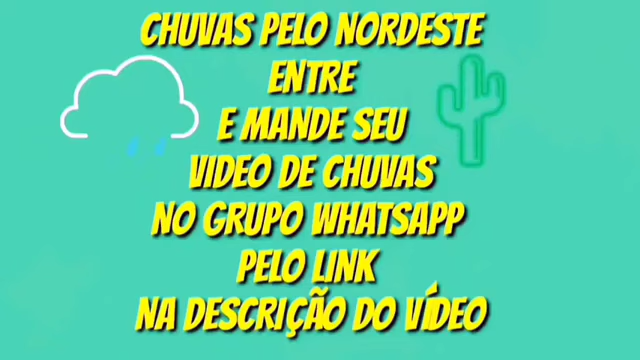 CHUVAS PELO NORDESTE
ENTRE
E MANDE SEU
VIDEO DE CHUVAS
NO GRUPO WHATSAPP
PELO LINK
NA DESCRIÇÃO DO VÍDEO